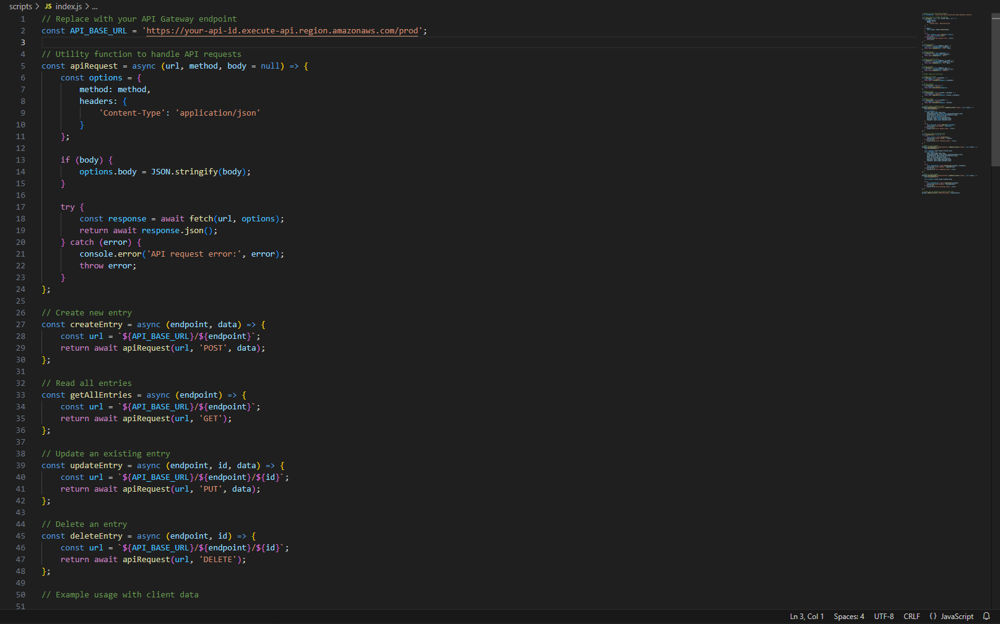 scripts > JS index.js > ...
1 // Replace with your API Gateway endpoint
2 const API_BASE_URL = 'https://your-api-id.execute-api.region.amazonaws.com/prod';
3
4 // Utility function to handle API requests
5 const apiRequest = async (url, method, body = null) => {
6     const options = {
7         method: method,
8         headers: {
9             'Content-Type': 'application/json'
10         }
11     };
12
13     if (body) {
14         options.body = JSON.stringify(body);
15     }
16
17     try {
18         const response = await fetch(url, options);
19         return await response.json();
20     } catch (error) {
21         console.error('API request error:', error);
22         throw error;
23     }
24 };
25
26 // Create new entry
27 const createEntry = async (endpoint, data) => {
28     const url = `${API_BASE_URL}/${endpoint}`;
29     return await apiRequest(url, 'POST', data);
30 };
31
32 // Read all entries
33 const getAllEntries = async (endpoint) => {
34     const url = `${API_BASE_URL}/${endpoint}`;
35     return await apiRequest(url, 'GET');
36 };
37
38 // Update an existing entry
39 const updateEntry = async (endpoint, id, data) => {
40     const url = `${API_BASE_URL}/${endpoint}/${id}`;
41     return await apiRequest(url, 'PUT', data);
42 };
43
44 // Delete an entry
45 const deleteEntry = async (endpoint, id) => {
46     const url = `${API_BASE_URL}/${endpoint}/${id}`;
47     return await apiRequest(url, 'DELETE');
48 };
49
50 // Example usage with client data
51
Ln 3, Col 1 Spaces: 4 UTF-8 CRLF {} JavaScript